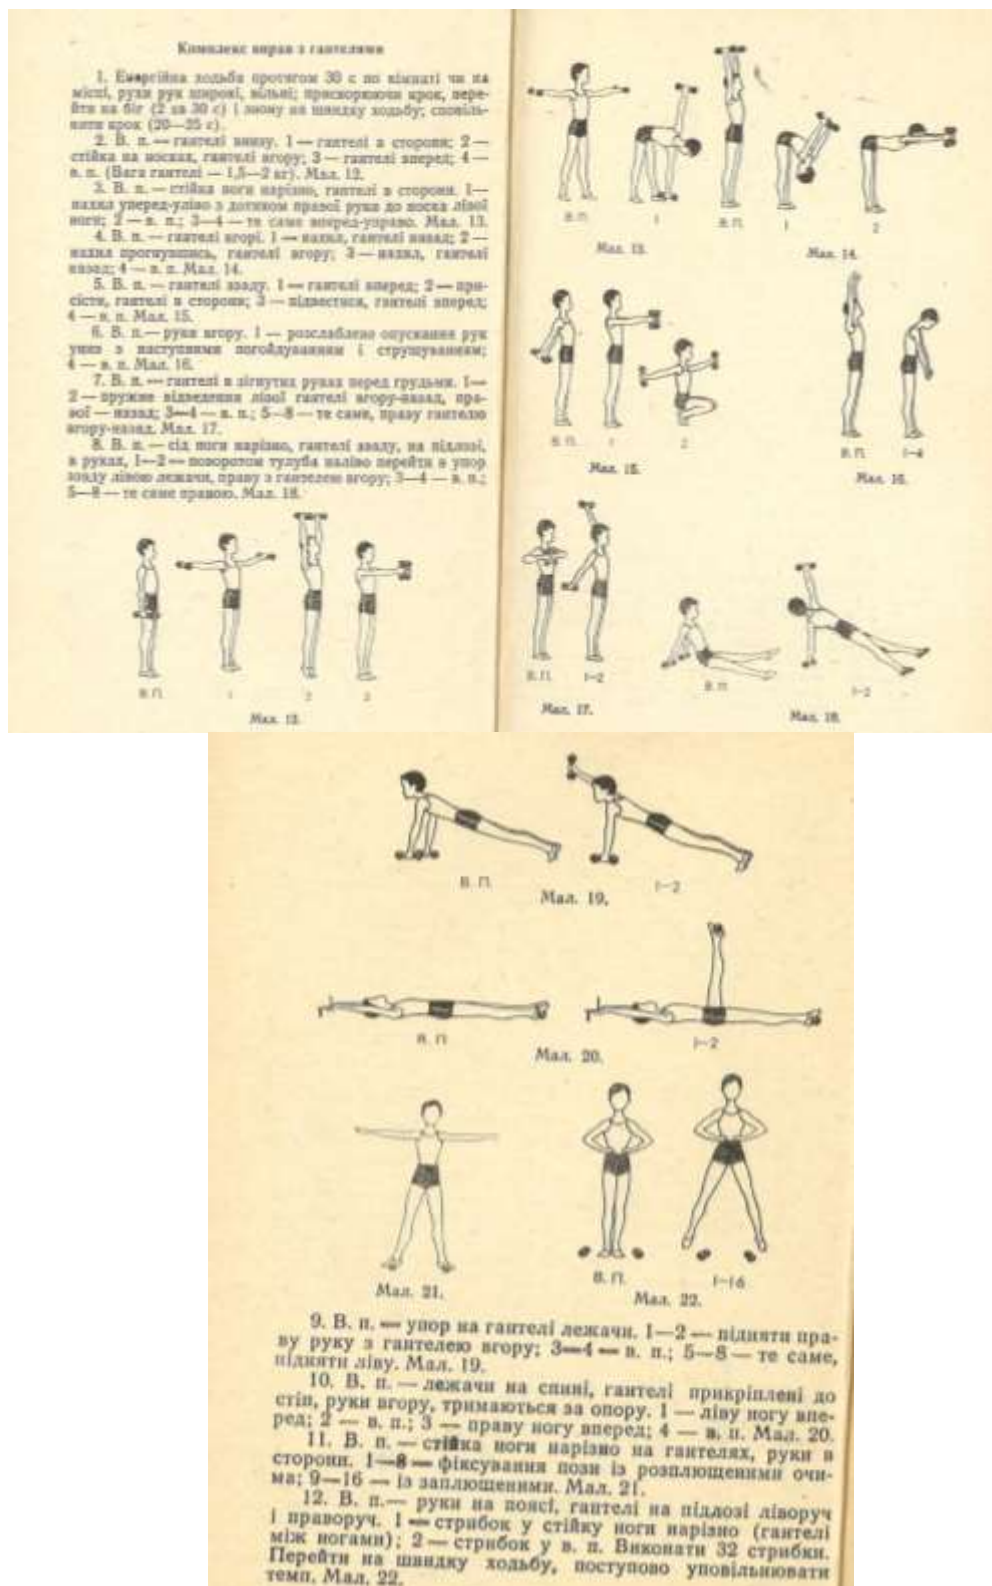 Комплекс вправ з гантелями
1. Енергійна ходьба протягом 30 с по кімнаті чи на
місці, рухи рук широкі, вільні; прискорюючи крок, пере-
йти на біг (2 за 30 с) і знову на швидку ходьбу; сповіль-
нити крок (20—25 с).
2. В. п. — гантелі внизу. 1 — гантелі в сторони; 2 —
стійка на носках, гантелі вгору; 3 — гантелі вперед; 4 —
в. п. (Вага гантелі — 1,5—2 кг). Мал. 12.
3. В. п. — стійка ноги нарізно, гантелі в сторони. 1—
нахил уперед-уліво з дотиком правої руки до носка лівої
ноги; 2 — в. п.; 3—4 — те саме вперед-управо. Мал. 13.
4. В. п. — гантелі вгорі. 1 — нахил, гантелі назад; 2 —
нахил прогнувшись, гантелі вгору; 3 — нахил, гантелі
назад; 4 — в. п. Мал. 14.
5. В. п. — гантелі ззаду. 1 — гантелі вперед; 2 — при-
сісти, гантелі в сторони; 3 — підвестися, гантелі вперед;
4 — в. п. Мал. 15.
6. В. п. — руки вгору. 1 — розслаблено опускання рук
униз з наступними погойдуванням і струшуванням;
4 — в. п. Мал. 16.
7. В. п. — гантелі в зігнутих руках перед грудьми. 1—
2 — пружне відведення лівої гантелі вгору-назад, пра-
вої — назад; 3—4 — в. п.; 5—8 — те саме, праву гантелю
вгору-назад. Мал. 17.
8. В. п. — сід ноги нарізно, гантелі ззаду, на підлозі,
в руках, 1—2 — поворотом тулуба наліво перейти в упор
ззаду лівою лежачи, праву з гантелею вгору; 3—4 — в. п.;
5—8 — те саме правою. Мал. 18.
В.П. 1 2 3
Мал. 12.
В.П. 1
Мал. 13.
В.П. 1 2
Мал. 14.
В.П. 1 2
Мал. 15.
В.П. 1-4
Мал. 16.
В.П. 1-2
Мал. 17.
В.П. 1-2
Мал. 18.
В. П. 1-2
Мал. 19.
В. П. 1-2
Мал. 20.
Мал. 21.
В. П. 1-16
Мал. 22.
9. В. п. — упор на гантелі лежачи. 1—2 — підняти пра-
ву руку з гантелею вгору; 3—4 — в. п.; 5—8 — те саме,
підняти ліву. Мал. 19.
10. В. п. — лежачи на спині, гантелі прикріплені до
стіп, руки вгору, тримаються за опору. 1 — ліву ногу впе-
ред; 2 — в. п.; 3 — праву ногу вперед; 4 — в. п. Мал. 20.
11. В. п. — стійка ноги нарізно на гантелях, руки в
сторони. 1—8 — фіксування пози із розплющеними очи-
ма; 9—16 — із заплющеними. Мал. 21.
12. В. п.— руки на поясі, гантелі на підлозі ліворуч
і праворуч. 1 — стрибок у стійку ноги нарізно (гантелі
між ногами); 2 — стрибок у в. п. Виконати 32 стрибки.
Перейти на швидку ходьбу, поступово уповільнювати
темп. Мал. 22.